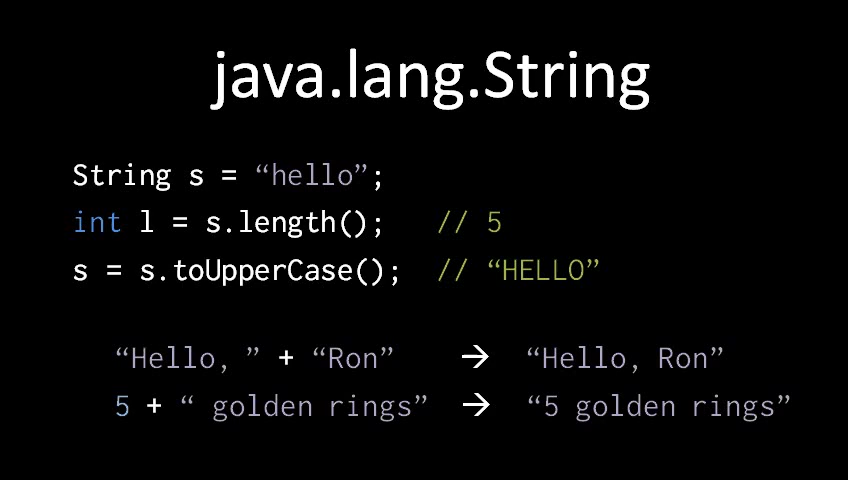 java.lang.String
String s = “hello”;
int l = s.length();   // 5
s = s.toUpperCase();  // “HELLO”
“Hello, ” + “Ron” → “Hello, Ron”
5 + “ golden rings” → “5 golden rings”